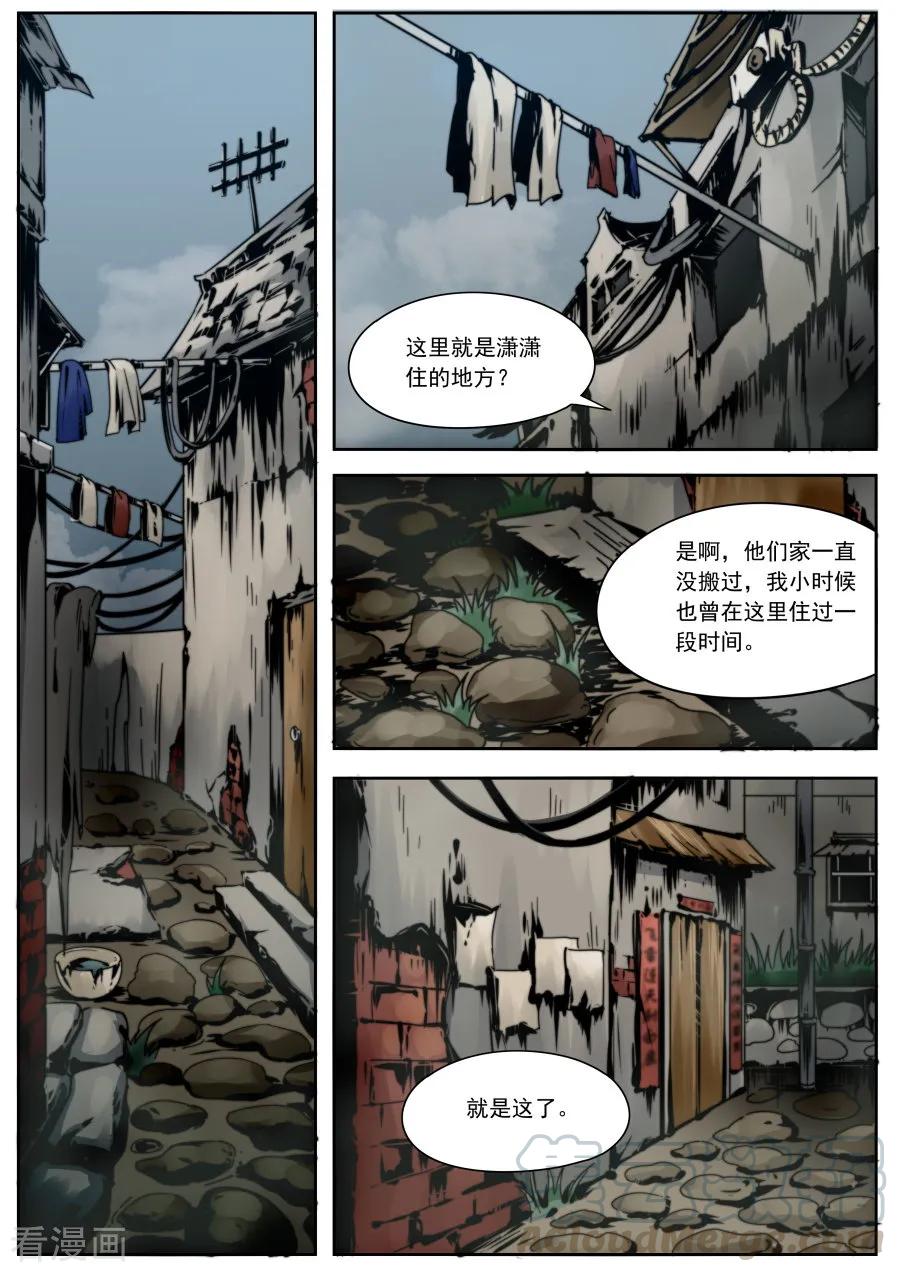 这里就是潇潇
住的地方？
是啊，他们家一直
没搬过，我小时候
也曾在这里住过一
段时间。
就是这了。
看漫画